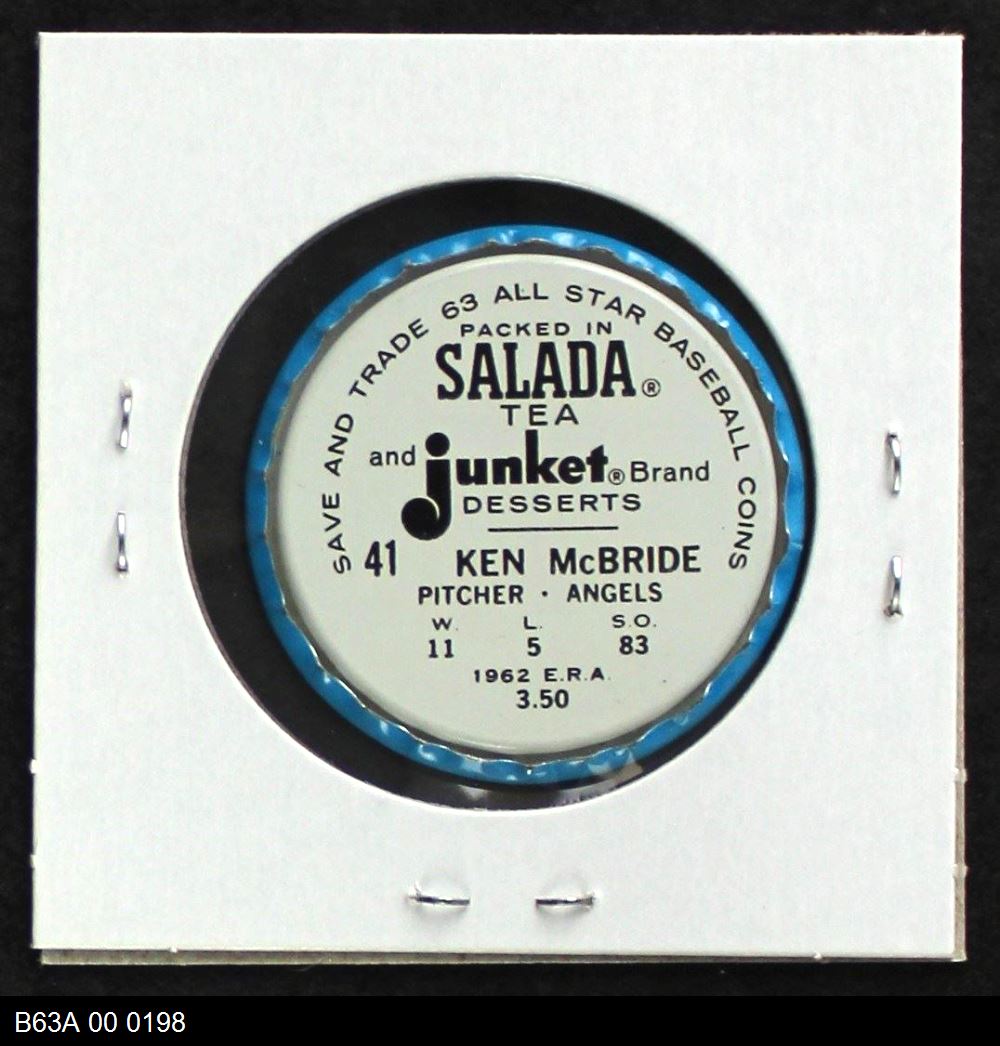 SAVE AND TRADE 63 ALL STAR BASEBALL COINS
PACKED IN
SALADA®
TEA
and junket® Brand
DESSERTS
41 KEN McBRIDE
PITCHER · ANGELS
W. L. S.O.
11 5 83
1962 E.R.A.
3.50
B63A 00 0198